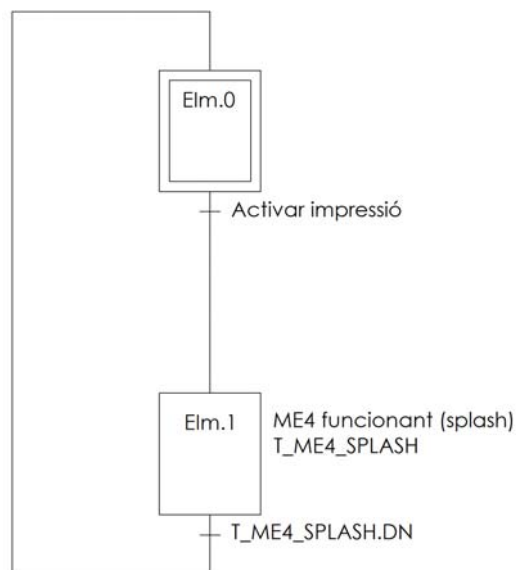 Elm.0
Activar impressió
Elm.1
ME4 funcionant (splash)
T_ME4_SPLASH
T_ME4_SPLASH.DN